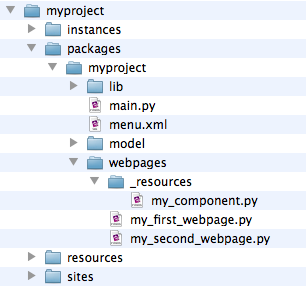 myproject
instances
packages
myproject
lib
main.py
menu.xml
model
webpages
_resources
my_component.py
my_first_webpage.py
my_second_webpage.py
resources
sites